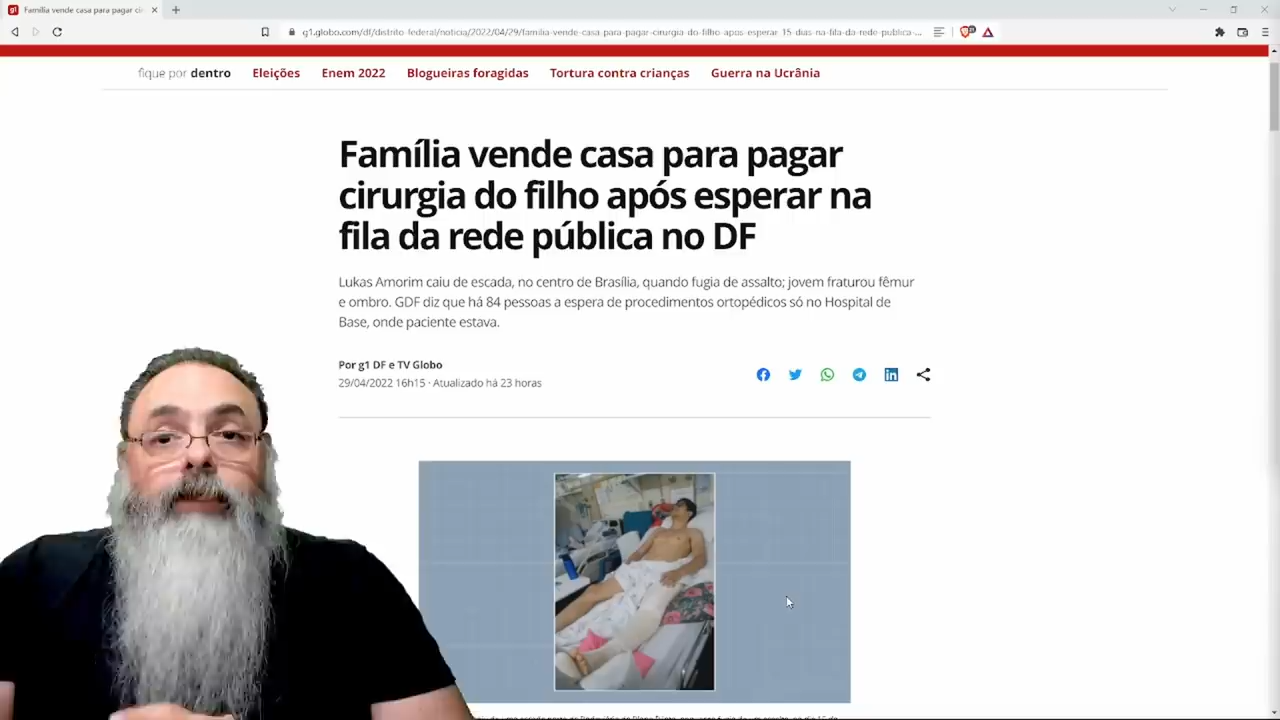 g1 Família vende casa para pagar ci
g1.globo.com/df/distrito-federal/noticia/2022/04/29/familia-vende-casa-para-pagar-cirurgia-do-filho-apos-esperar-15-dias-na-fila-da-rede-publica-...
fique por dentro Eleições Enem 2022 Blogueiras foragidas Tortura contra crianças Guerra na Ucrânia
Família vende casa para pagar
cirurgia do filho após esperar na
fila da rede pública no DF
Lukas Amorim caiu de escada, no centro de Brasília, quando fugia de assalto; jovem fraturou fêmur
e ombro. GDF diz que há 84 pessoas a espera de procedimentos ortopédicos só no Hospital de
Base, onde paciente estava.
Por g1 DF e TV Globo
29/04/2022 16h15 · Atualizado há 23 horas